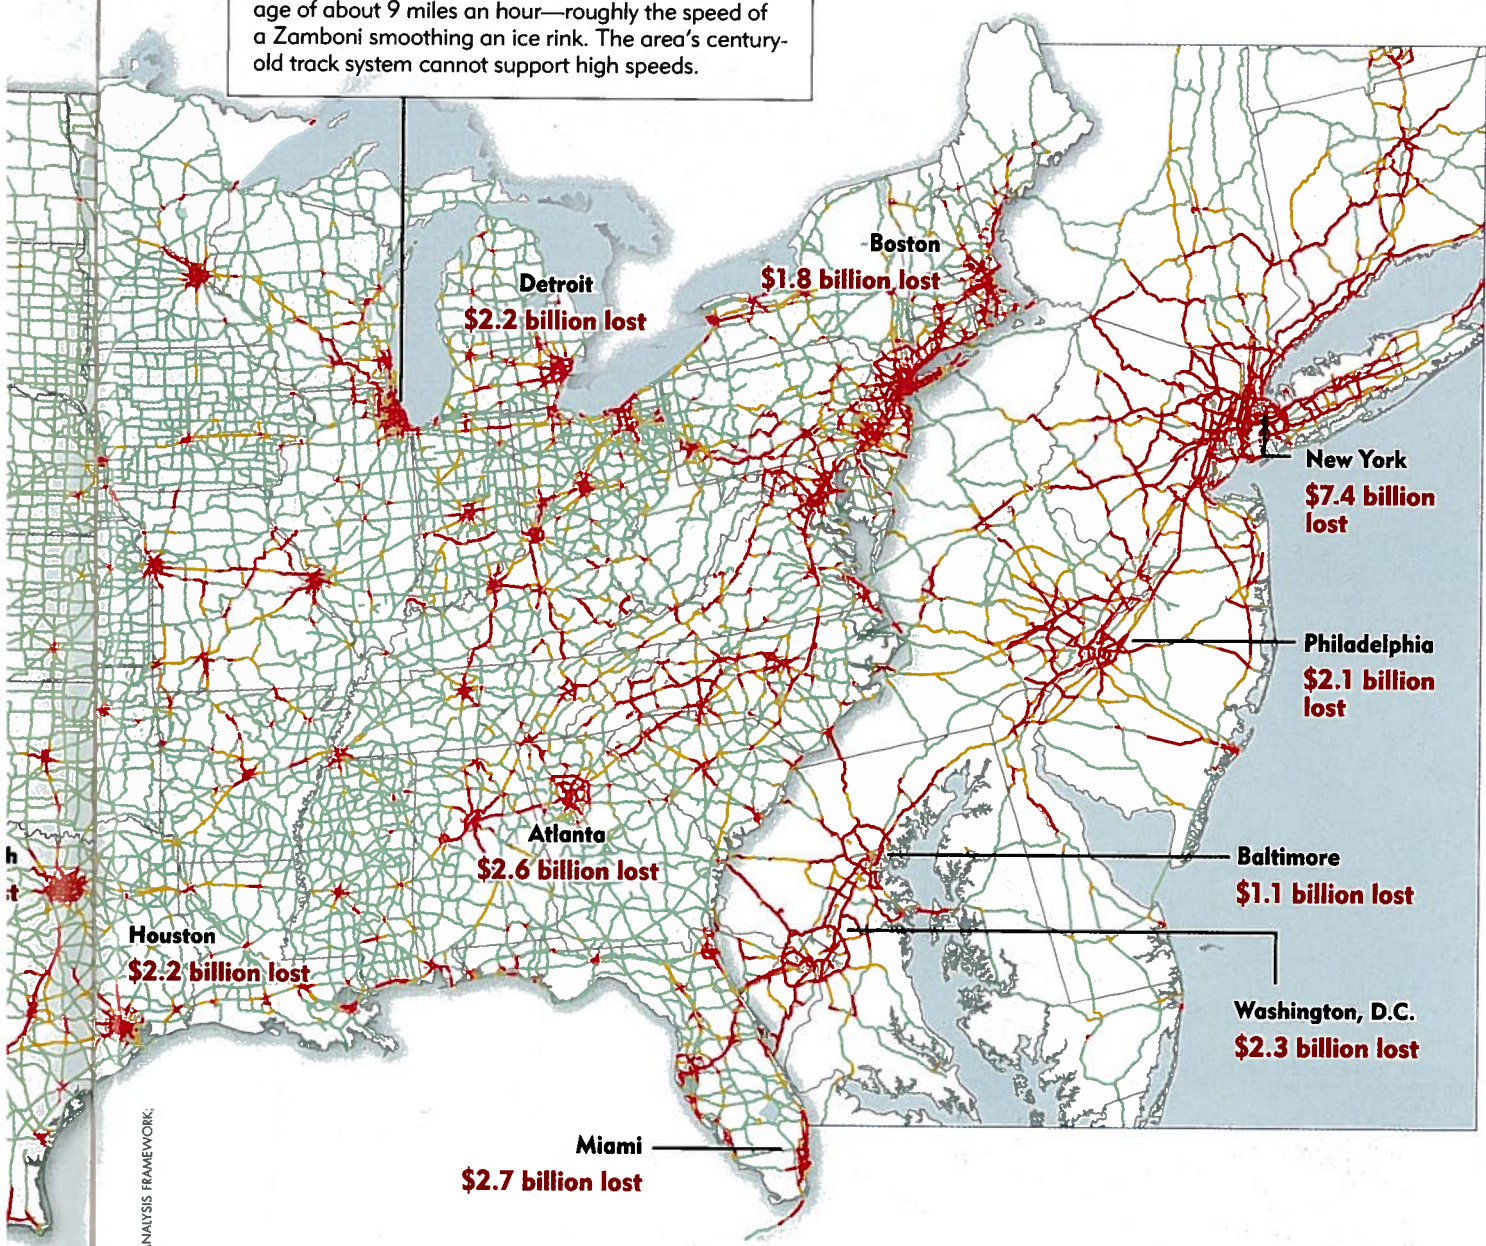 age of about 9 miles an hour—roughly the speed of
a Zamboni smoothing an ice rink. The area's century-
old track system cannot support high speeds.
Boston
$1.8 billion lost
Detroit
$2.2 billion lost
New York
$7.4 billion
lost
Philadelphia
$2.1 billion
lost
Atlanta
$2.6 billion lost
h
t
Baltimore
$1.1 billion lost
Houston
$2.2 billion lost
Washington, D.C.
$2.3 billion lost
Miami
$2.7 billion lost
NALYSIS FRAMEWORK;